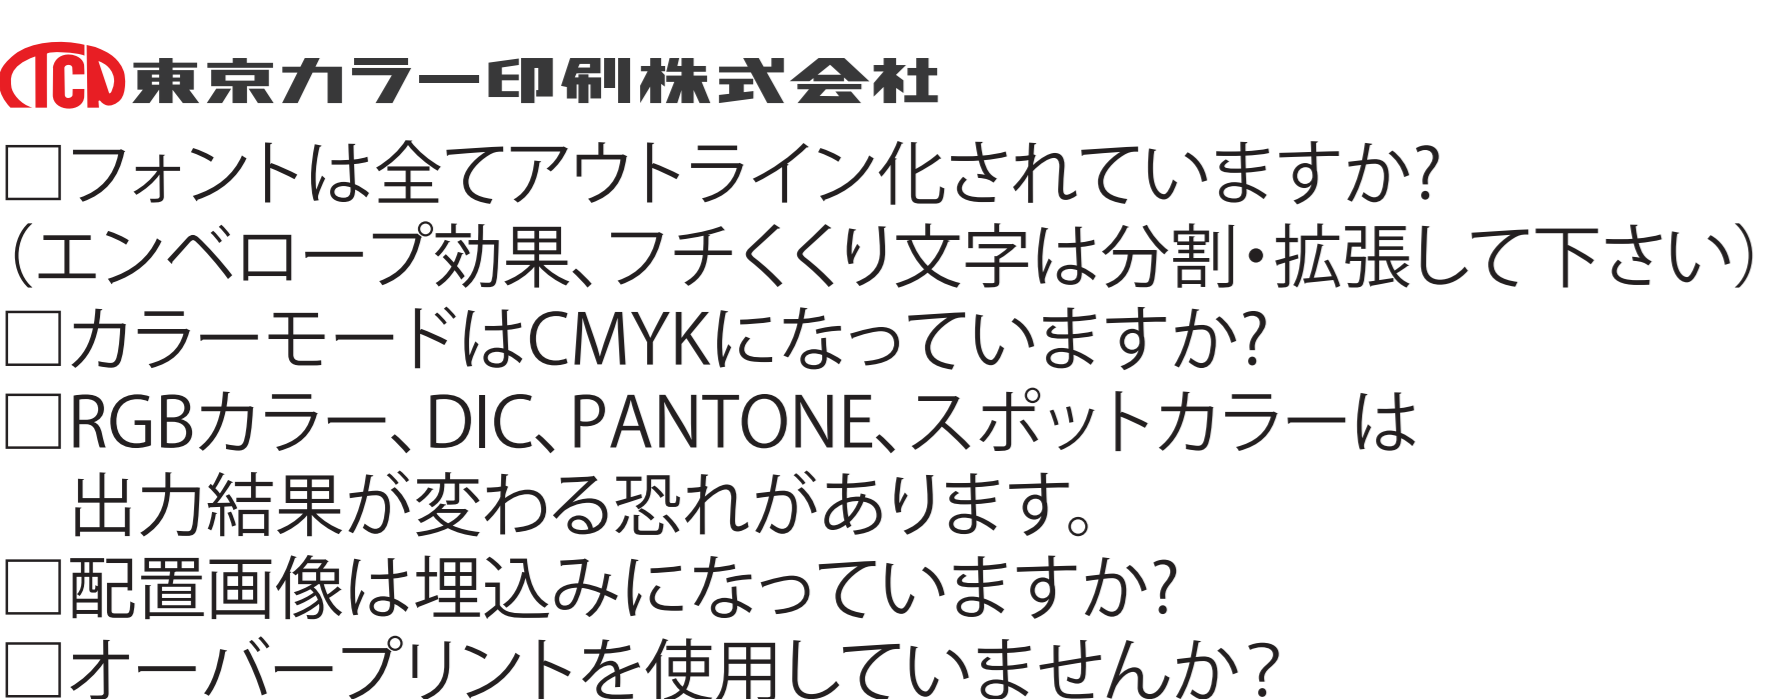 TCP 東京カラー印刷株式会社
□フォントは全てアウトライン化されていますか?
（エンベロープ効果、フチくくり文字は分割・拡張して下さい）
□カラーモードはCMYKになっていますか?
□RGBカラー、DIC、PANTONE、スポットカラーは
出力結果が変わる恐れがあります。
□配置画像は埋込みになっていますか?
□オーバープリントを使用していませんか？